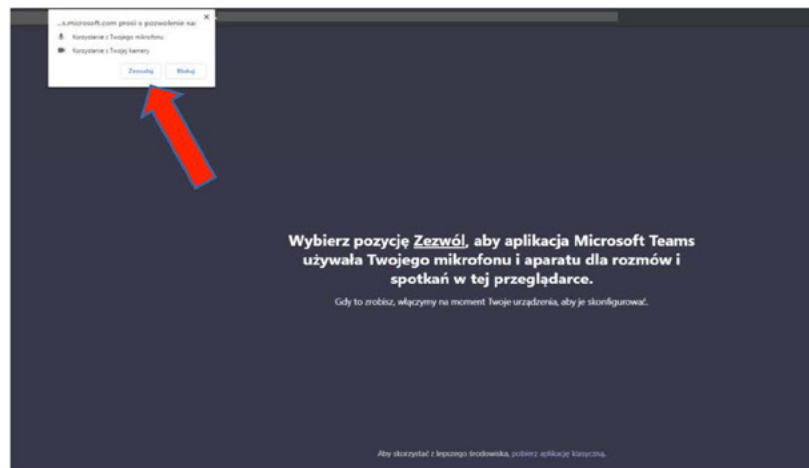 ...s.microsoft.com prosi o pozwolenie na:
Korzystanie z Twojego mikrofonu
Korzystanie z Twojej kamery
Zezwalaj Blokuj
Wybierz pozycję Zezwól, aby aplikacja Microsoft Teams
używała Twojego mikrofonu i aparatu dla rozmów i
spotkań w tej przeglądarce.
Gdy to zrobisz, włączymy na moment Twoje urządzenia, aby je skonfigurować.
Aby skorzystać z lepszego środowiska, pobierz aplikację klasyczną.